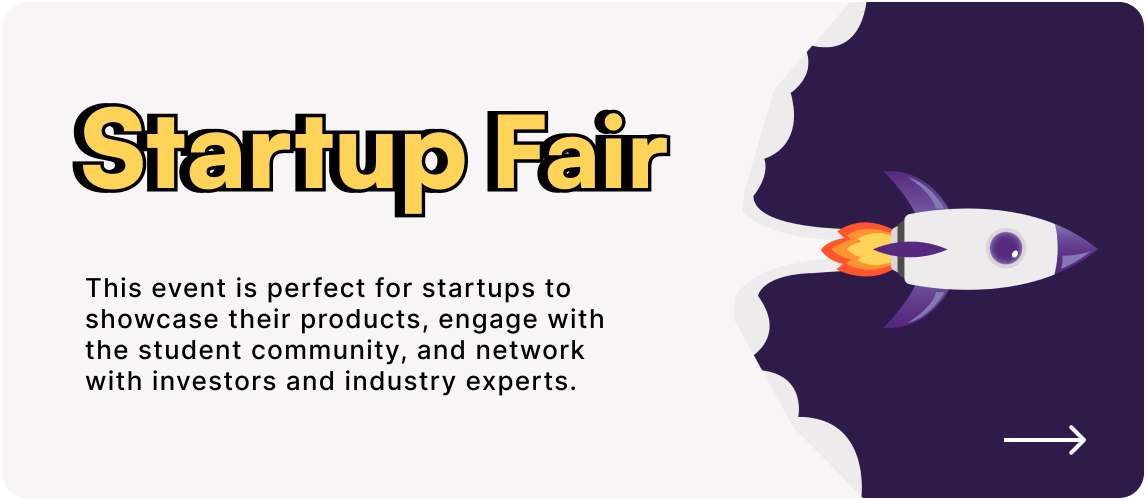 Startup Fair
This event is perfect for startups to
showcase their products, engage with
the student community, and network
with investors and industry experts.